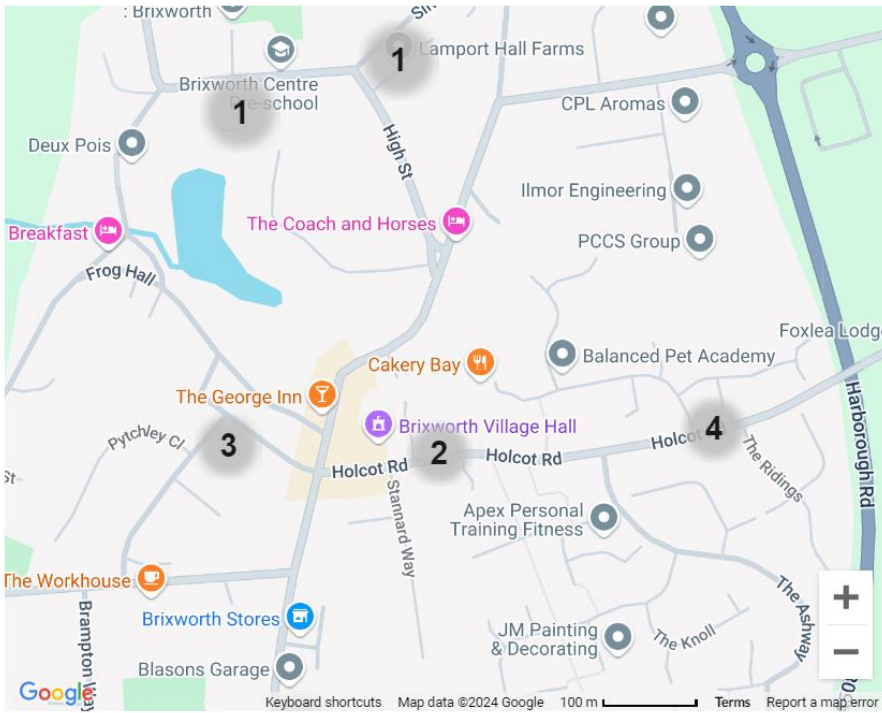 : Brixworth
Sil
1
Lamport Hall Farms
Brixworth Centre
Pre-school
1
CPL Aromas
Deux Pois
High St
Ilmor Engineering
The Coach and Horses
Breakfast
PCCS Group
Frog Hall
Foxlea Lodge
Balanced Pet Academy
Cakery Bay
The George Inn
Harborough Rd
Brixworth Village Hall
Pytchley Cl
3
2
4
Holcot
Holcot Rd
Holcot Rd
St
The Ridings
Stannard Way
Apex Personal
Training Fitness
The Workhouse
Brampton Way
Brixworth Stores
The Ashway
+
JM Painting
& Decorating
The Knoll
−
Blasons Garage
Google
Keyboard shortcuts
Map data ©2024 Google
100 m
Terms
Report a map error